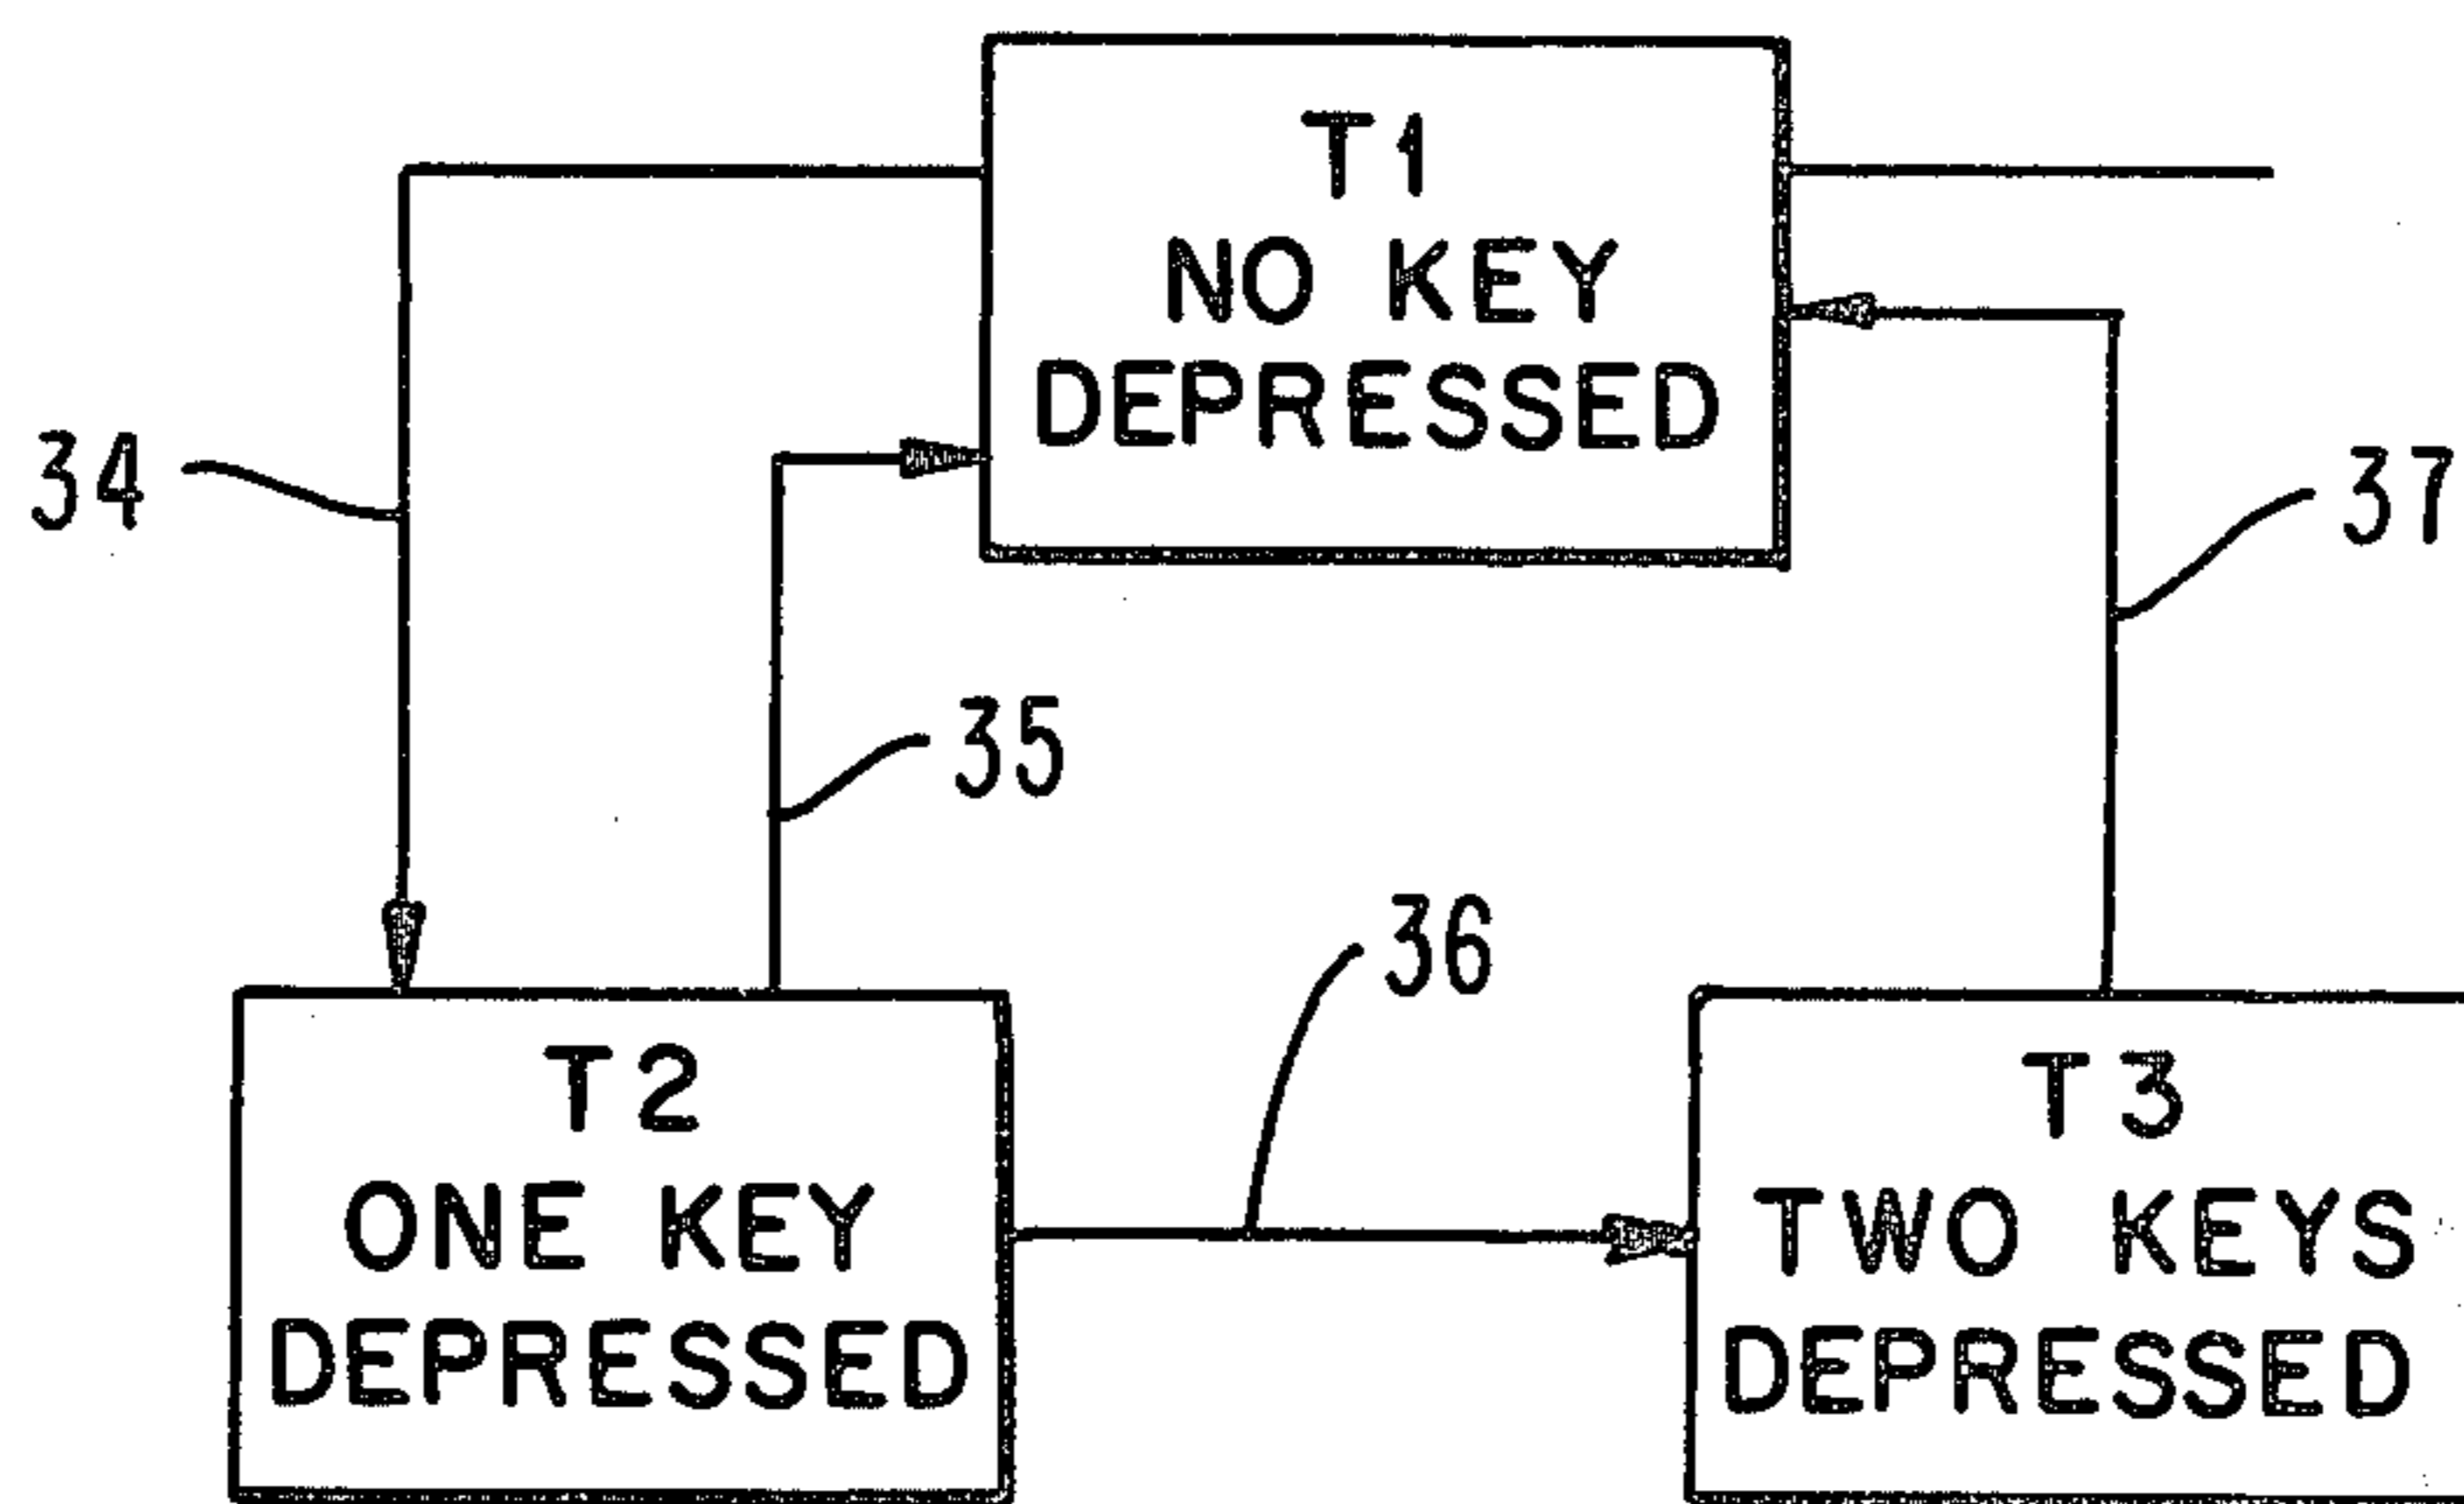 T1
NO KEY
DEPRESSED
34
37
35
36
T2
ONE KEY
DEPRESSED
T3
TWO KEYS
DEPRESSED